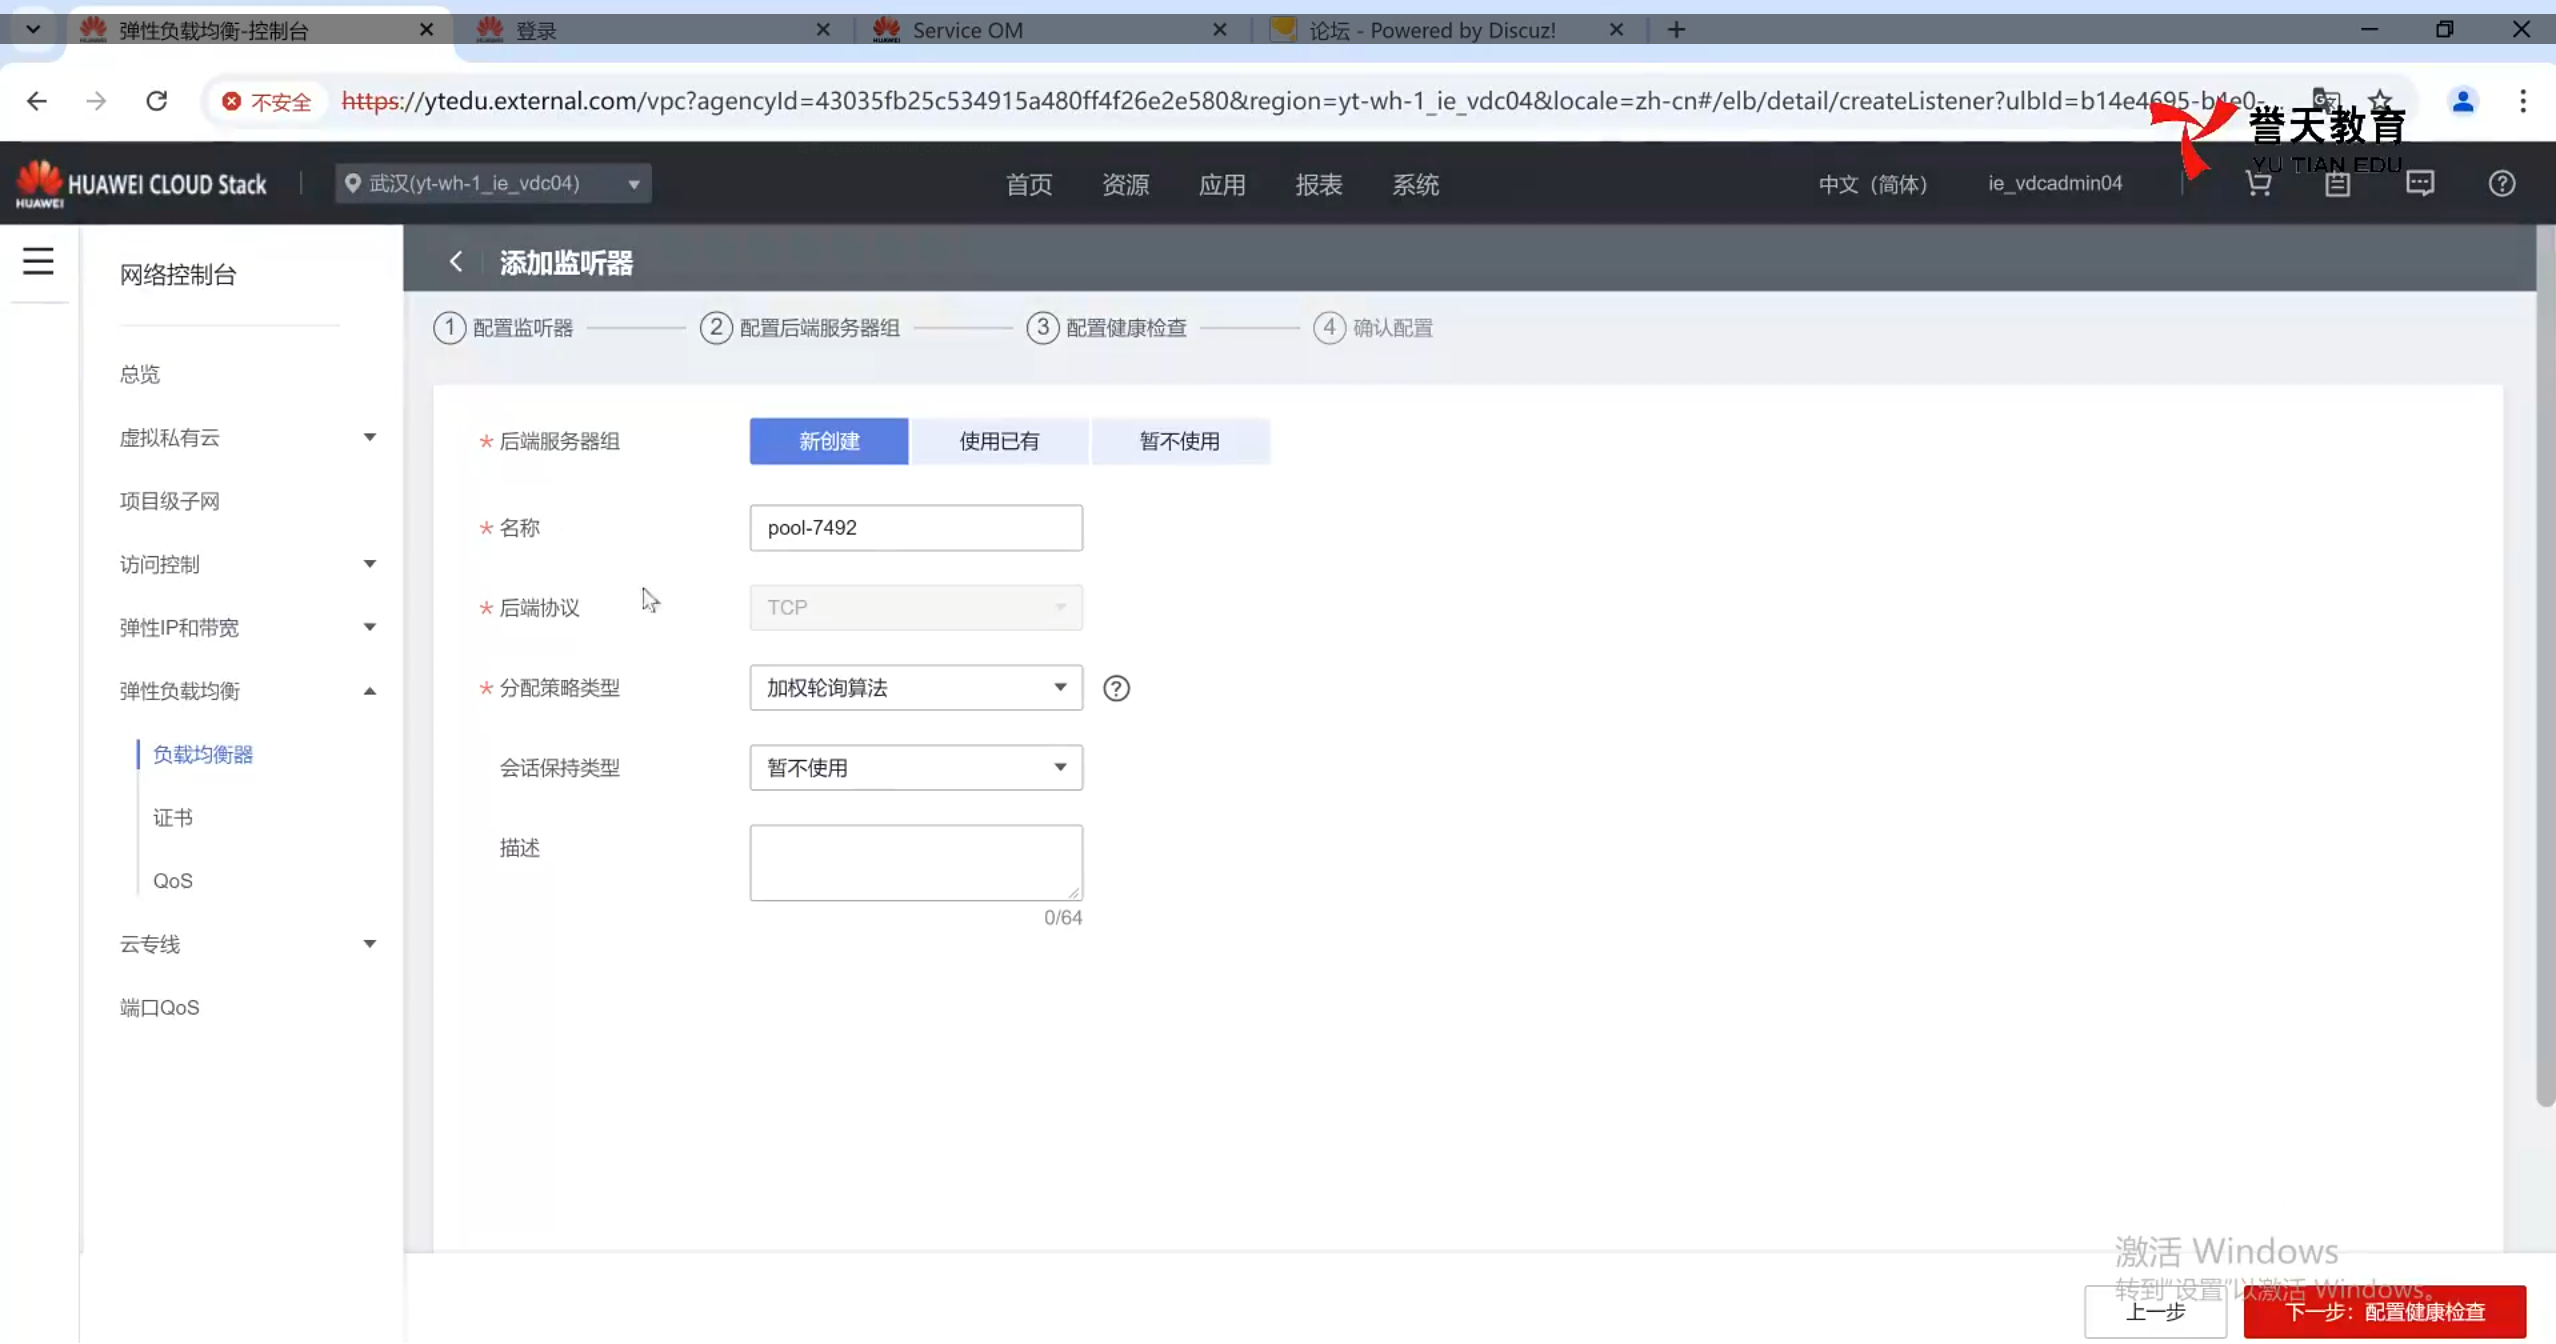 弹性负载均衡-控制台
登录
Service OM
论坛 - Powered by Discuz!
不安全
https://ytedu.external.com/vpc?agencyId=43035fb25c534915a480ff4f26e2e580&region=yt-wh-1_ie_vdc04&locale=zh-cn#/elb/detail/createListener?ulbId=b14e4695-b4e0-
誉天教育
YU TIAN EDU
HUAWEI
HUAWEI CLOUD Stack
武汉(yt-wh-1_ie_vdc04)
首页
资源
应用
报表
系统
中文（简体）
ie_vdcadmin04
网络控制台
总览
虚拟私有云
项目级子网
访问控制
弹性IP和带宽
弹性负载均衡
负载均衡器
证书
QoS
云专线
端口QoS
添加监听器
1 配置监听器
2 配置后端服务器组
3 配置健康检查
4 确认配置
* 后端服务器组
新创建
使用已有
暂不使用
* 名称
pool-7492
* 后端协议
TCP
* 分配策略类型
加权轮询算法
会话保持类型
暂不使用
描述
0/64
激活 Windows
转到"设置"以激活 Windows。
上一步
下一步：配置健康检查